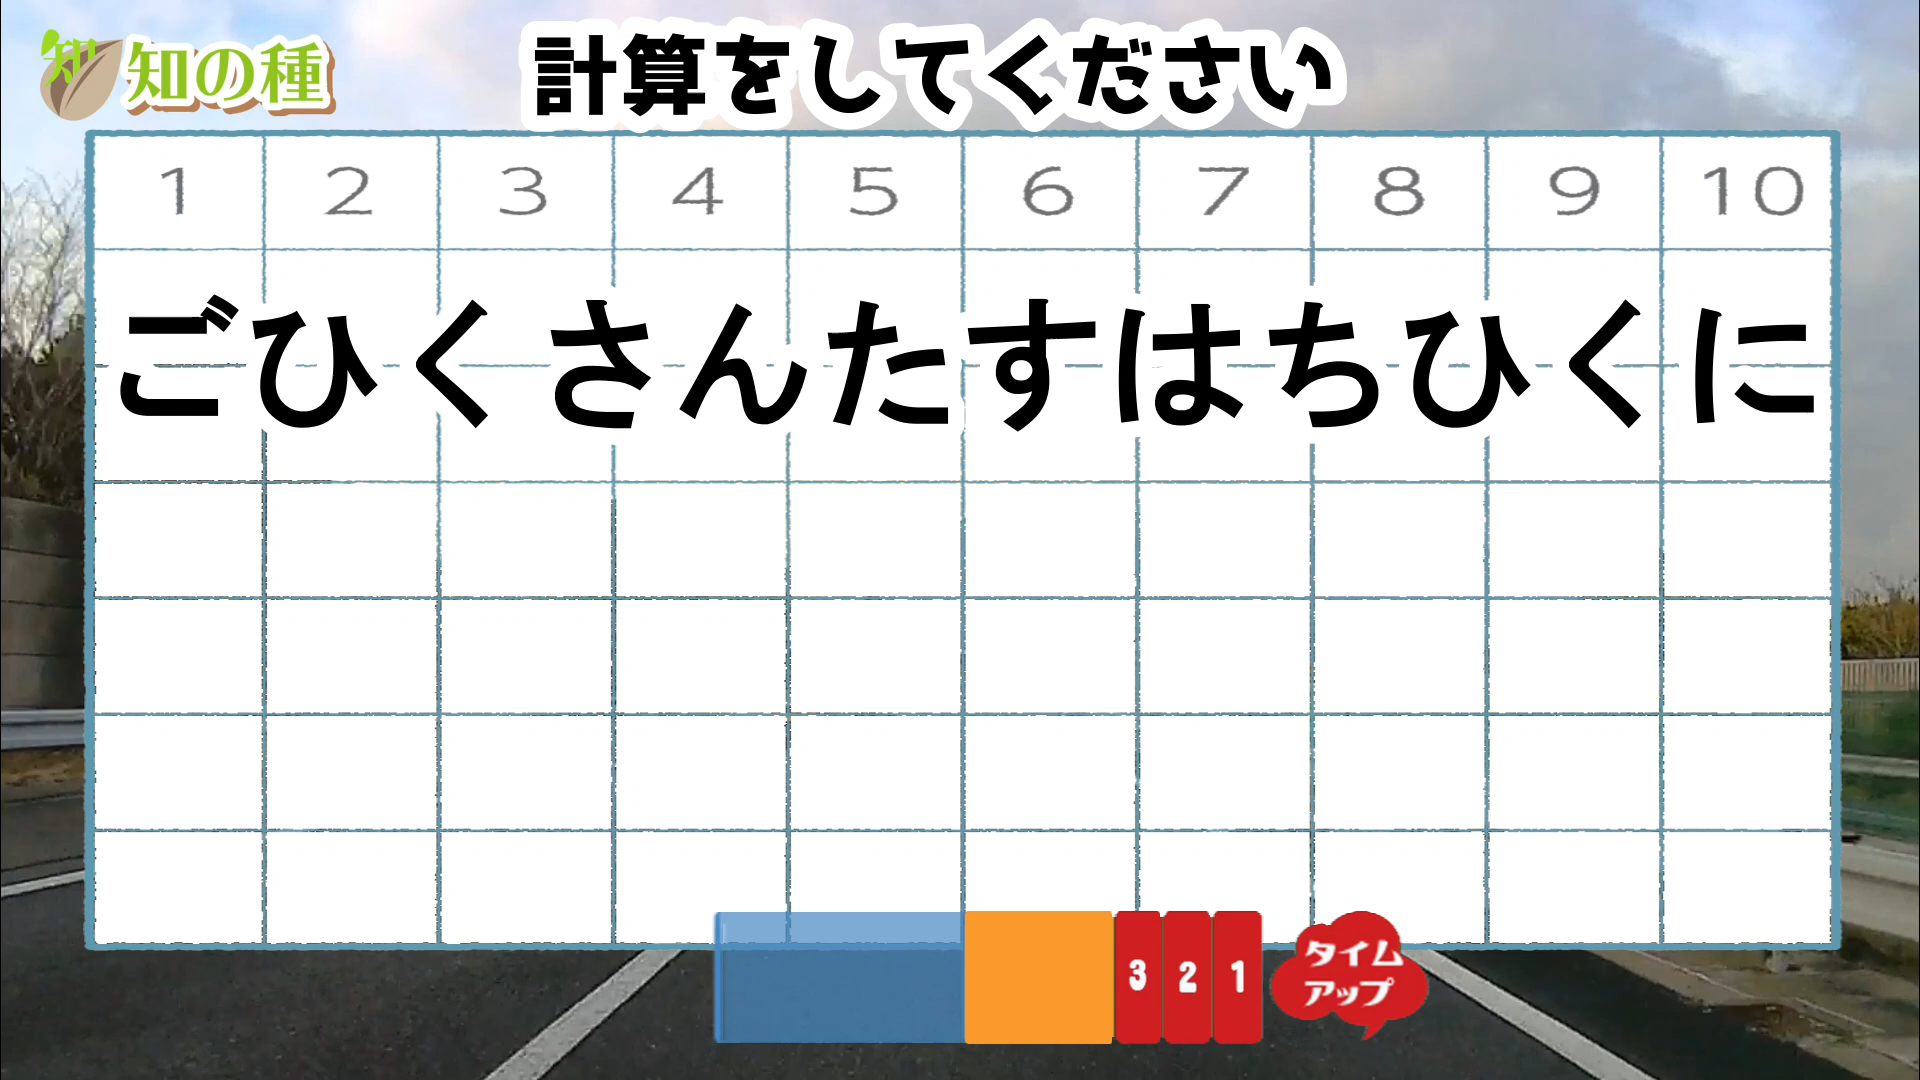 知 知の種
計算をしてください
1 2 3 4 5 6 7 8 9 10
ごひくさんたすはちひくに
3 2 1 タイム
アップ